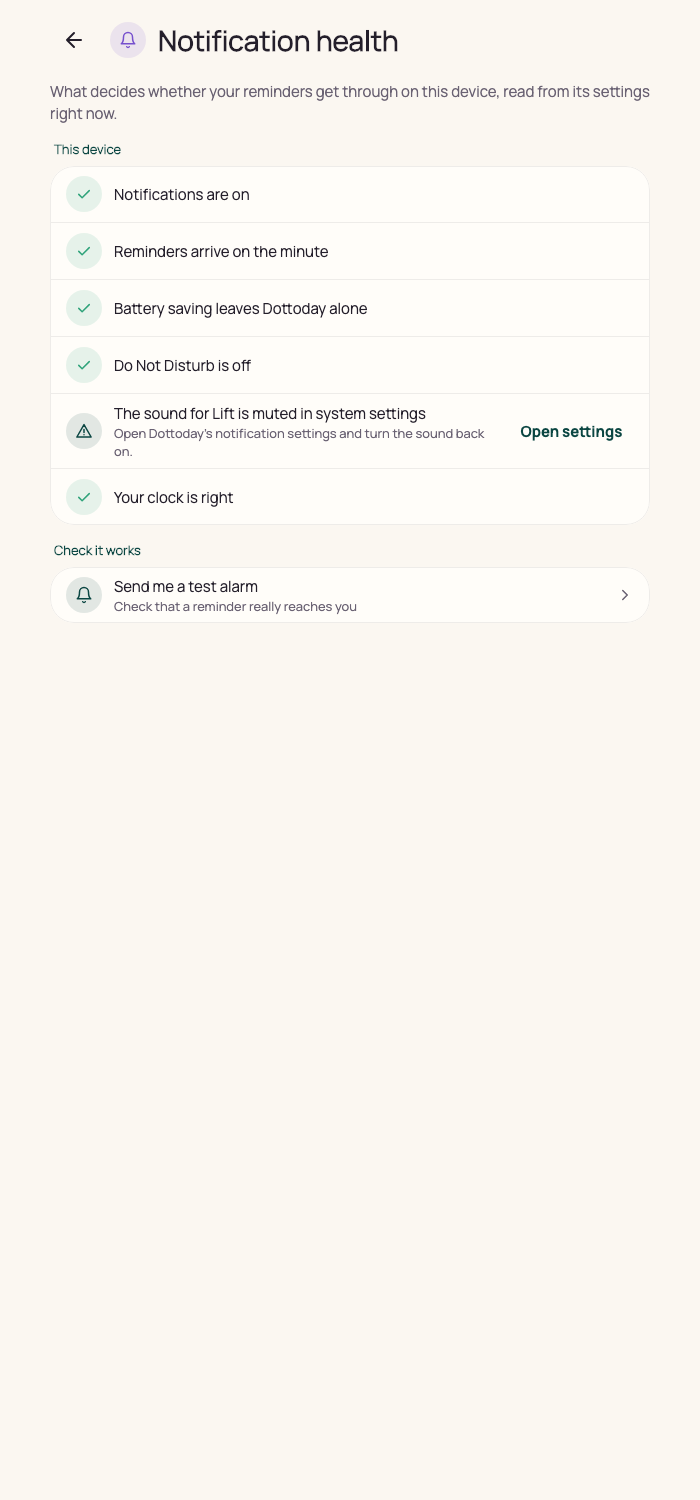 Notification health
What decides whether your reminders get through on this device, read from its settings
right now.
This device
Notifications are on
Reminders arrive on the minute
Battery saving leaves Dottoday alone
Do Not Disturb is off
The sound for Lift is muted in system settings
Open Dottoday's notification settings and turn the sound back
on.
Open settings
Your clock is right
Check it works
Send me a test alarm
Check that a reminder really reaches you